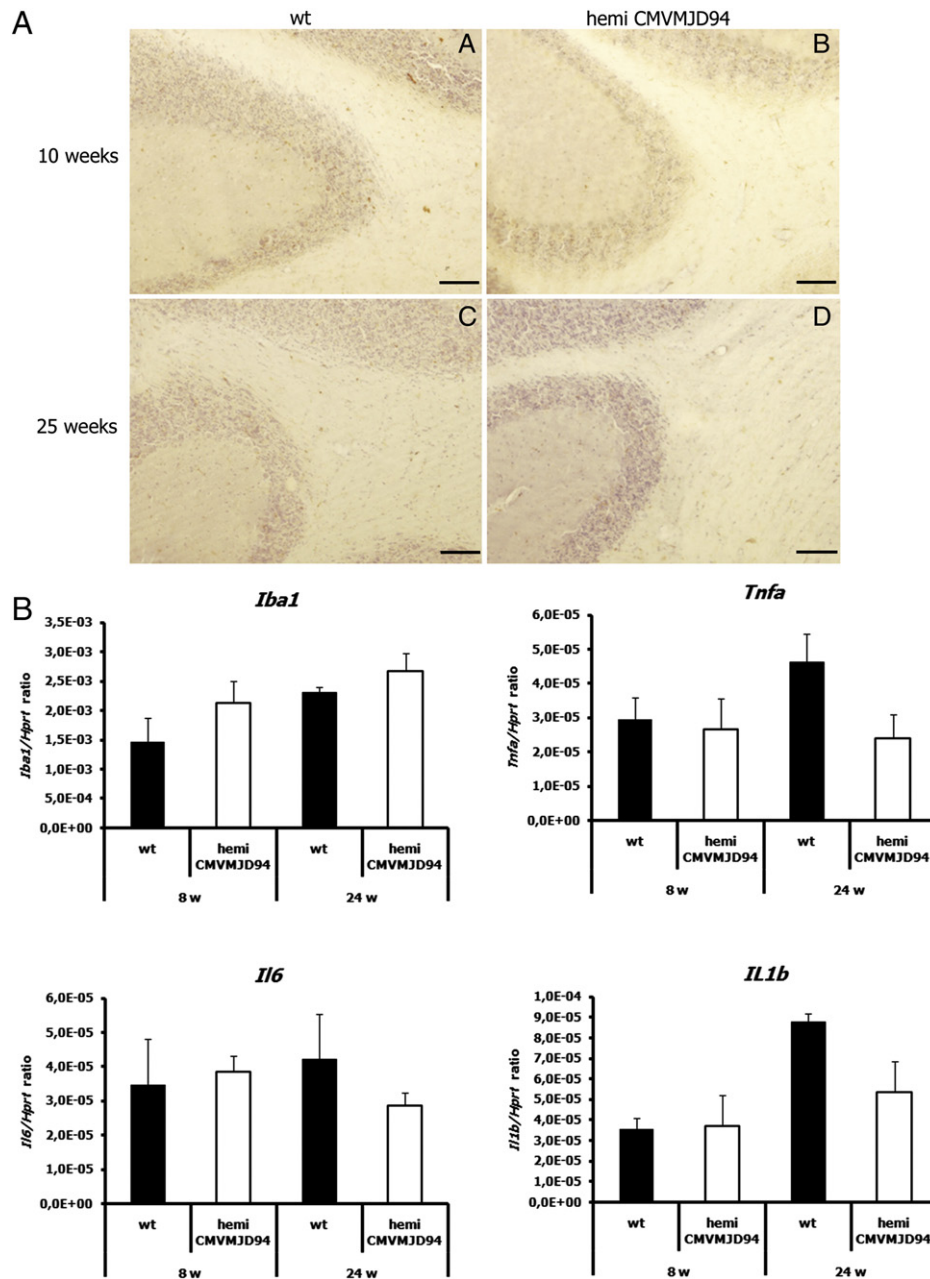 A
wt
hemi CMVMJD94
A
B
10 weeks
C
D
25 weeks
B
Iba1
Iba1/Hprt ratio
3,5E-03
3,0E-03
2,5E-03
2,0E-03
1,5E-03
1,0E-03
5,0E-04
0,0E+00
wt
hemi
CMVMJD94
wt
hemi
CMVMJD94
8 w
24 w
Tnfa
Tnfa/Hprt ratio
6,0E-05
5,0E-05
4,0E-05
3,0E-05
2,0E-05
1,0E-05
0,0E+00
wt
hemi
CMVMJD94
wt
hemi
CMVMJD94
8 w
24 w
Il6
Il6/Hprt ratio
6,0E-05
5,0E-05
4,0E-05
3,0E-05
2,0E-05
1,0E-05
0,0E+00
wt
hemi
CMVMJD94
wt
hemi
CMVMJD94
8 w
24 w
IL1b
Il1b/Hprt ratio
1,0E-04
9,0E-05
8,0E-05
7,0E-05
6,0E-05
5,0E-05
4,0E-05
3,0E-05
2,0E-05
1,0E-05
0,0E+00
wt
hemi
CMVMJD94
wt
hemi
CMVMJD94
8 w
24 w